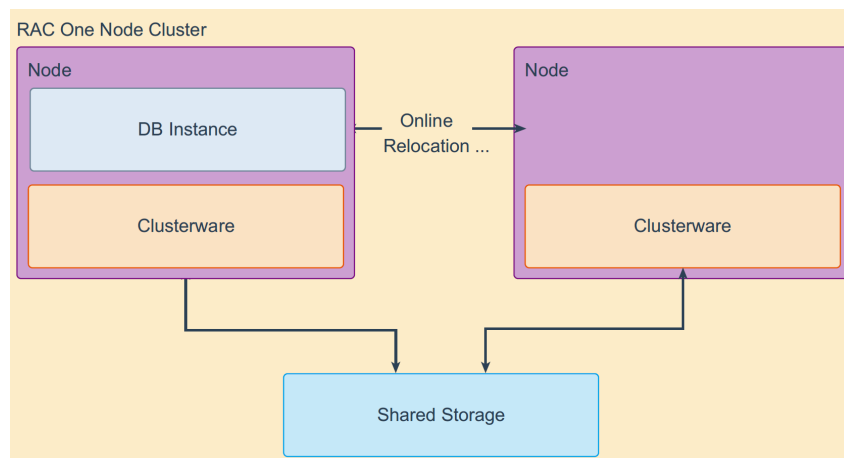 RAC One Node Cluster
Node
Node
DB Instance
Online
Relocation ...
Clusterware
Clusterware
Shared Storage